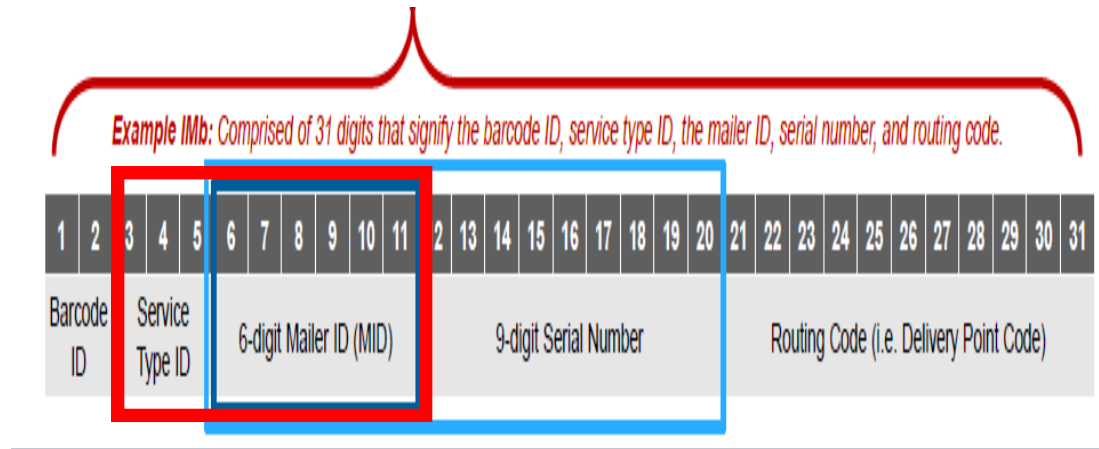 Example IMb: Comprised of 31 digits that signify the barcode ID, service type ID, the mailer ID, serial number, and routing code.
1 2 3 4 5 6 7 8 9 10 11 2 13 14 15 16 17 18 19 20 21 22 23 24 25 26 27 28 29 30 31
Barcode ID
Service Type ID
6-digit Mailer ID (MID)
9-digit Serial Number
Routing Code (i.e. Delivery Point Code)